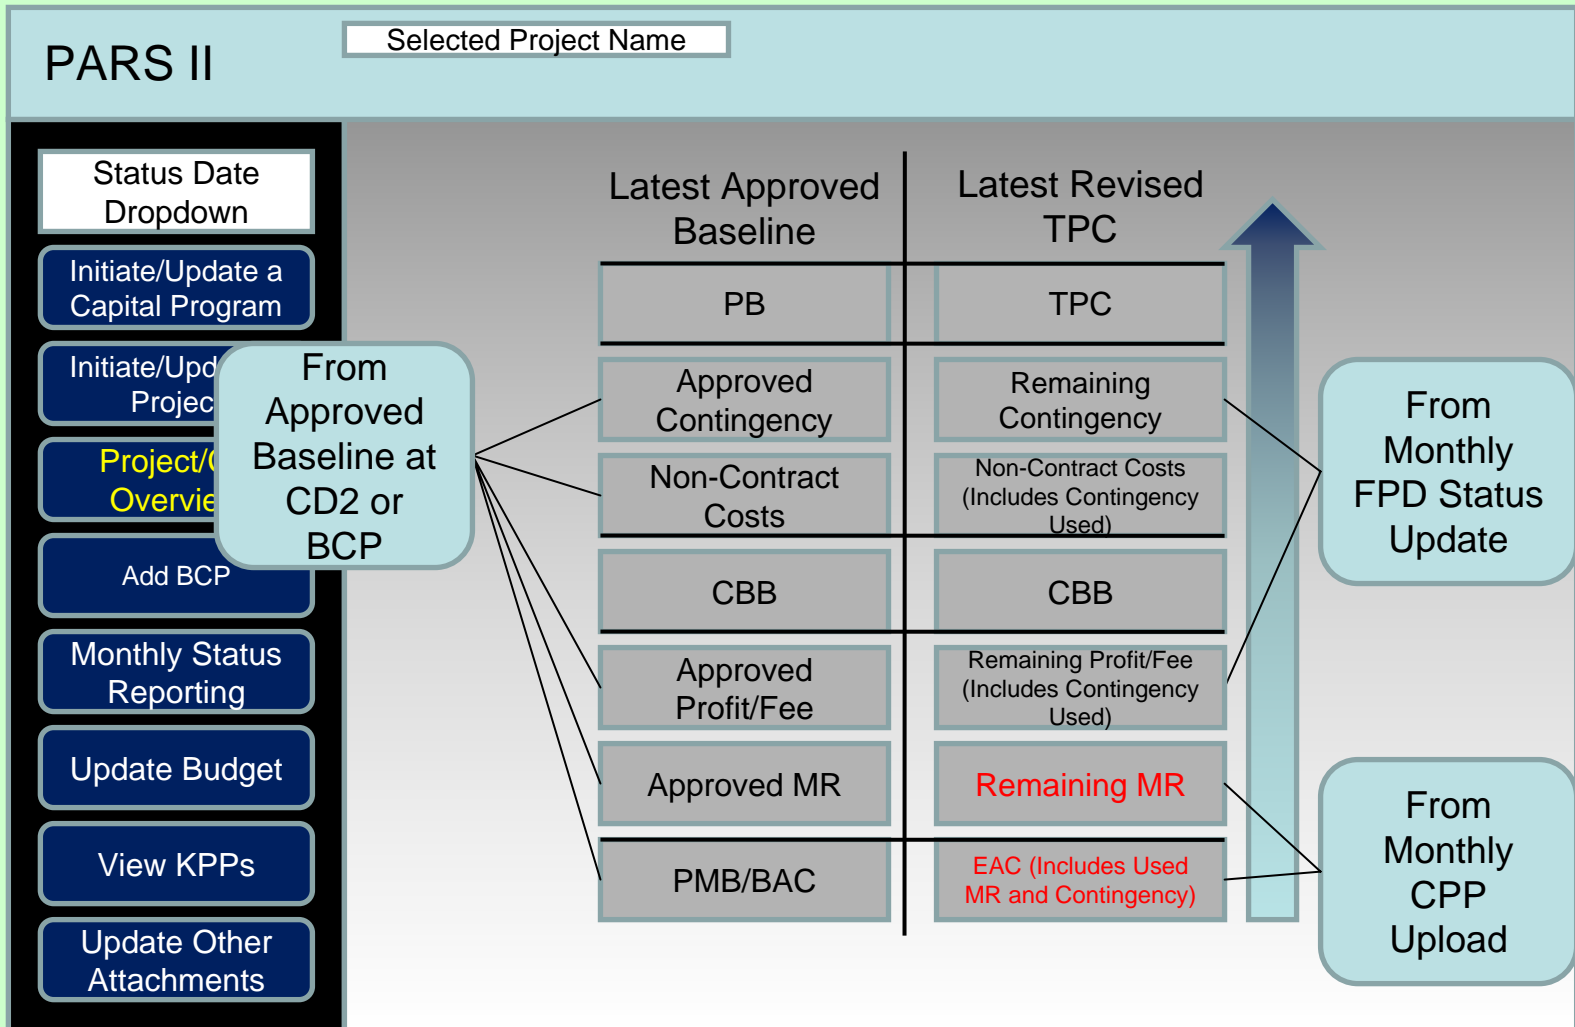 PARS II
Selected Project Name
Status Date
Dropdown
Initiate/Update a
Capital Program
Initiate/Upd
Projec
Project/
Overvie
Add BCP
Monthly Status
Reporting
Update Budget
View KPPs
Update Other
Attachments
From
Approved
Baseline at
CD2 or
BCP
Latest Approved
Baseline
PB
Approved
Contingency
Non-Contract
Costs
CBB
Approved
Profit/Fee
Approved MR
PMB/BAC
Latest Revised
TPC
TPC
Remaining
Contingency
Non-Contract Costs
(Includes Contingency
Used)
CBB
Remaining Profit/Fee
(Includes Contingency
Used)
Remaining MR
EAC (Includes Used
MR and Contingency)
From
Monthly
FPD Status
Update
From
Monthly
CPP
Upload